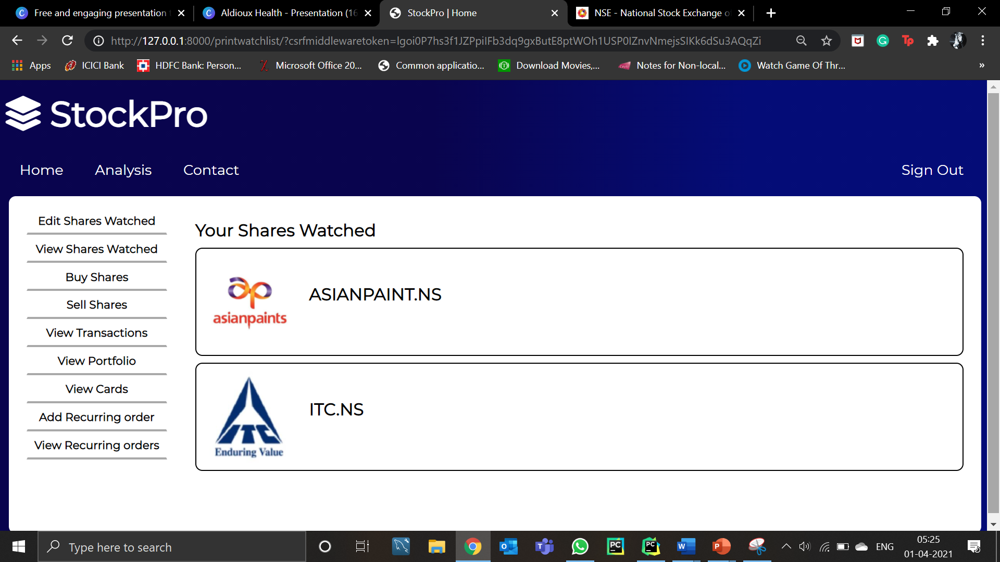 Free and engaging presentation t
Aldioux Health - Presentation (16
StockPro | Home
NSE - National Stock Exchange of
http://127.0.0.1:8000/printwatchlist/?csrfmiddlewaretoken=lgoi0P7hs3f1JZPpiIFb3dq9gxButE8ptWOh1USP0IZnvNmejsSIKk6dSu3AQqZi
Apps
ICICI Bank
HDFC Bank: Person...
Microsoft Office 20...
Common applicatio...
Download Movies,...
Notes for Non-local...
Watch Game Of Thr...
StockPro
Home
Analysis
Contact
Sign Out
Edit Shares Watched
View Shares Watched
Buy Shares
Sell Shares
View Transactions
View Portfolio
View Cards
Add Recurring order
View Recurring orders
Your Shares Watched
asianpaints
ASIANPAINT.NS
ITC
Enduring Value
ITC.NS
Type here to search
ENG
05:25
01-04-2021